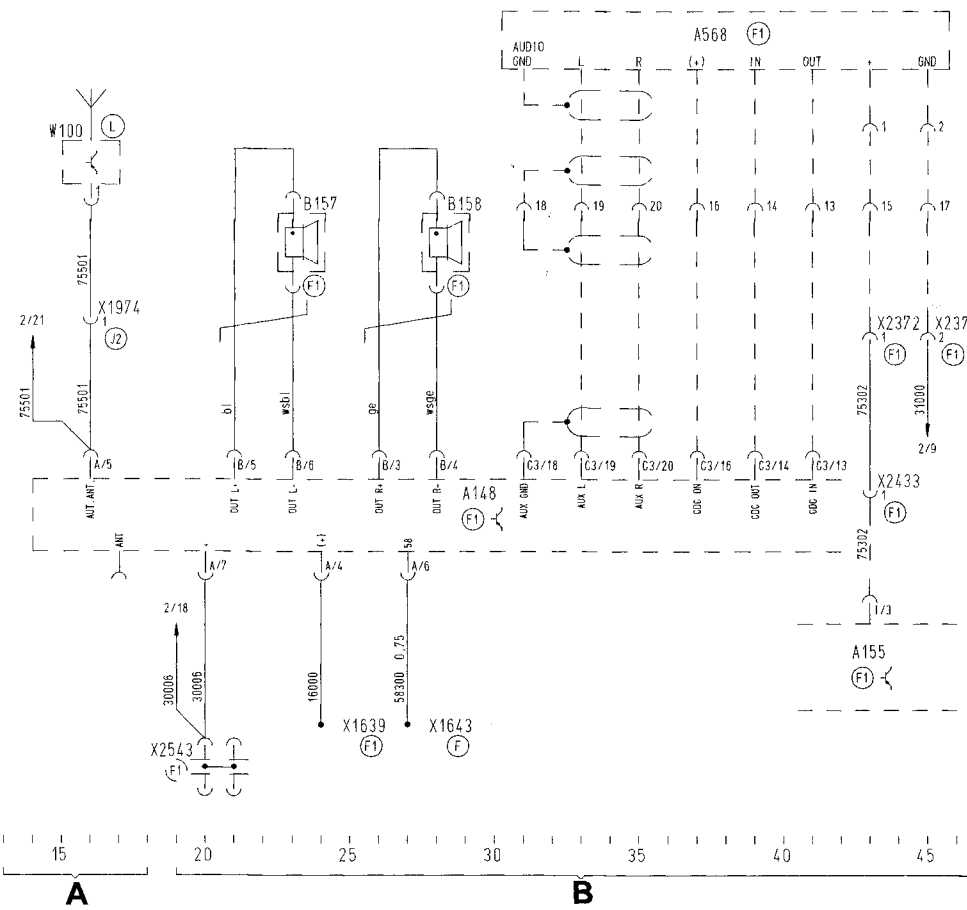 A568 F1
AUDIO
GND L R (+) IN OUT + GND
W100 L
1 2
B157 B158
18 19 20 16 14 13 15 17
F1 F1
75501
X1974
1
J2
2/21
X2372
1
F1
X237
2
F1
75501 75501
bl wsbl ge wsge
75302 31000
2/9
A/5 B/5 B/6 B/3 B/4 C3/18 C3/19 C3/20 C3/16 C3/14 C3/13
AUT.ANT OUT L+ OUT L- OUT R+ OUT R- AUX GND AUX L AUX R CDC ON CDC OUT CDC IN
A148
F1
X2433
1
F1
ANT (+) 58
75302
A/7 A/4 A/6
2/18
1/3
30006 30006 16000 58300 0,75
A155
F1
X1639 X1643
F1 F
X2543
F1
15 20 25 30 35 40 45
A B